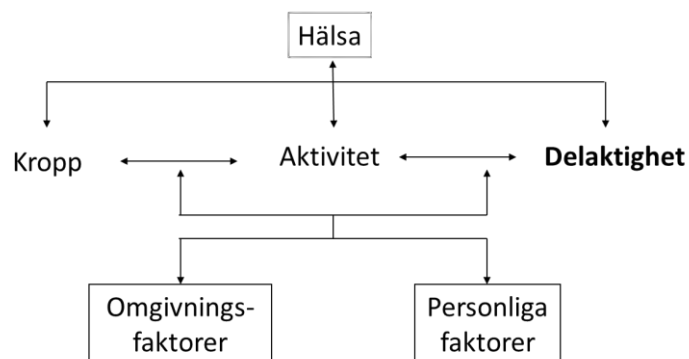 Hälsa
Kropp
Aktivitet
Delaktighet
Omgivnings-
faktorer
Personliga
faktorer